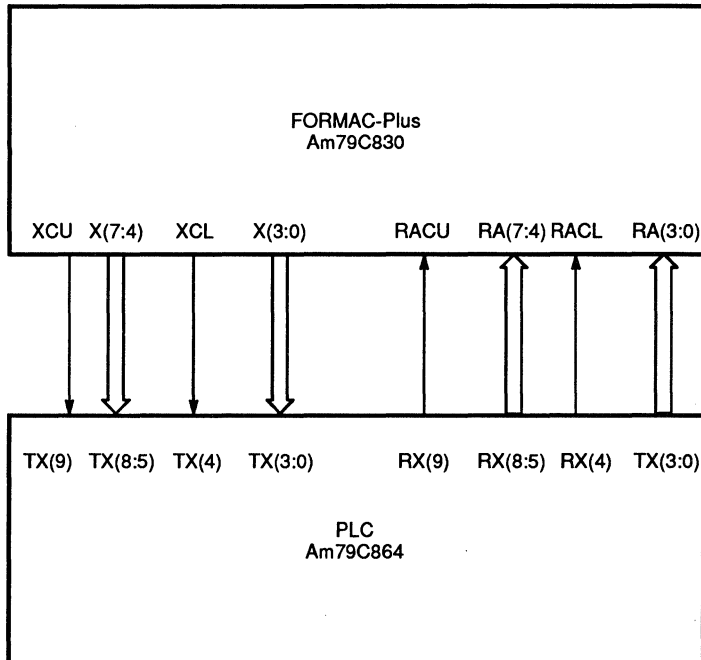 FORMAC-Plus
Am79C830
XCU X(7:4) XCL X(3:0) RACU RA(7:4) RACL RA(3:0)
TX(9) TX(8:5) TX(4) TX(3:0) RX(9) RX(8:5) RX(4) TX(3:0)
PLC
Am79C864